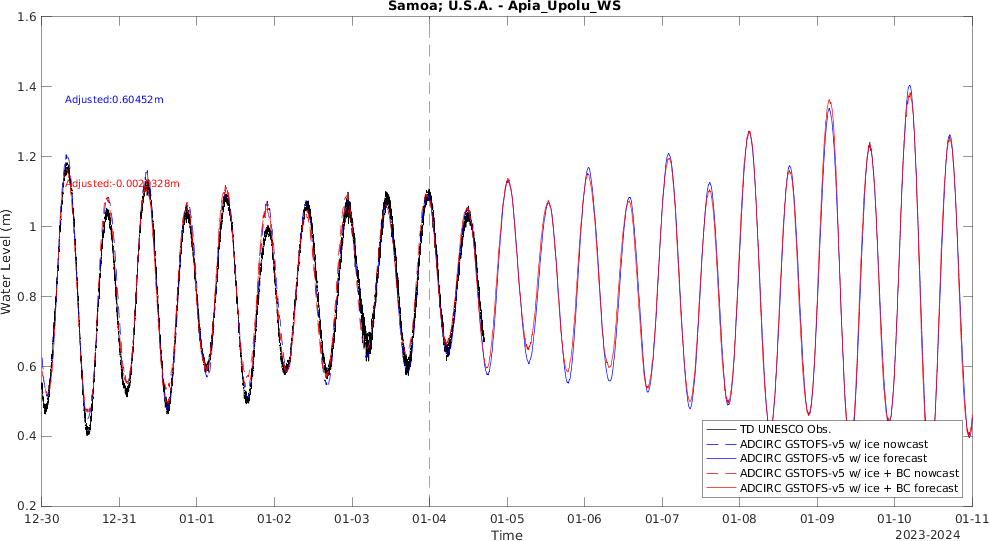 Samoa; U.S.A. - Apia_Upolu_WS
1.6
1.4
1.2
1
0.8
0.6
0.4
0.2
Water Level (m)
Adjusted:0.60452m
TD UNESCO Obs.
ADCIRC GSTOFS-v5 w/ ice nowcast
ADCIRC GSTOFS-v5 w/ ice forecast
ADCIRC GSTOFS-v5 w/ ice + BC nowcast
ADCIRC GSTOFS-v5 w/ ice + BC forecast
12-30 12-31 01-01 01-02 01-03 01-04 01-05 01-06 01-07 01-08 01-09 01-10 01-11
Time
2023-2024